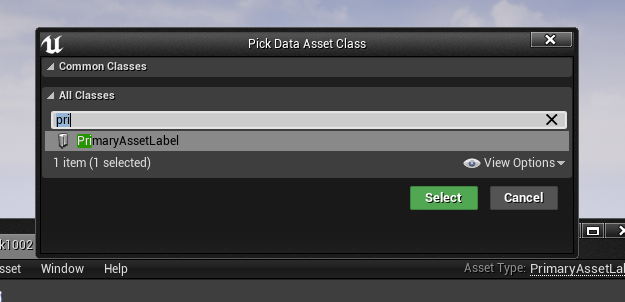 Pick Data Asset Class
Common Classes
All Classes
pri
PrimaryAssetLabel
1 item (1 selected)
View Options
Select
Cancel
k1002
sset
Window
Help
Asset Type: PrimaryAssetLa